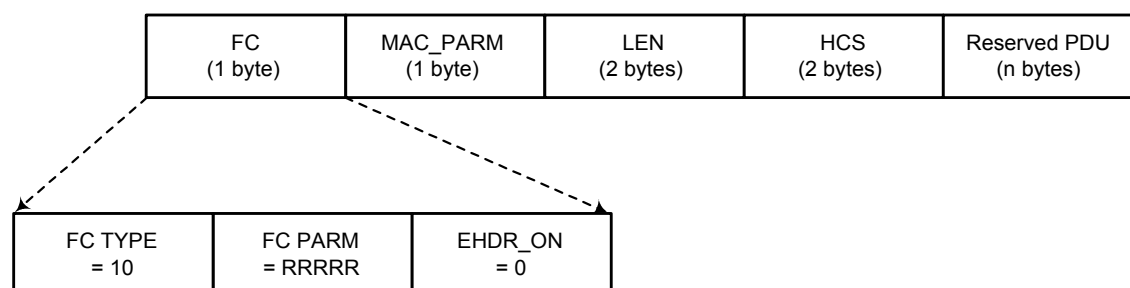 FC
(1 byte)
MAC_PARM
(1 byte)
LEN
(2 bytes)
HCS
(2 bytes)
Reserved PDU
(n bytes)
FC TYPE
= 10
FC PARM
= RRRRR
EHDR_ON
= 0